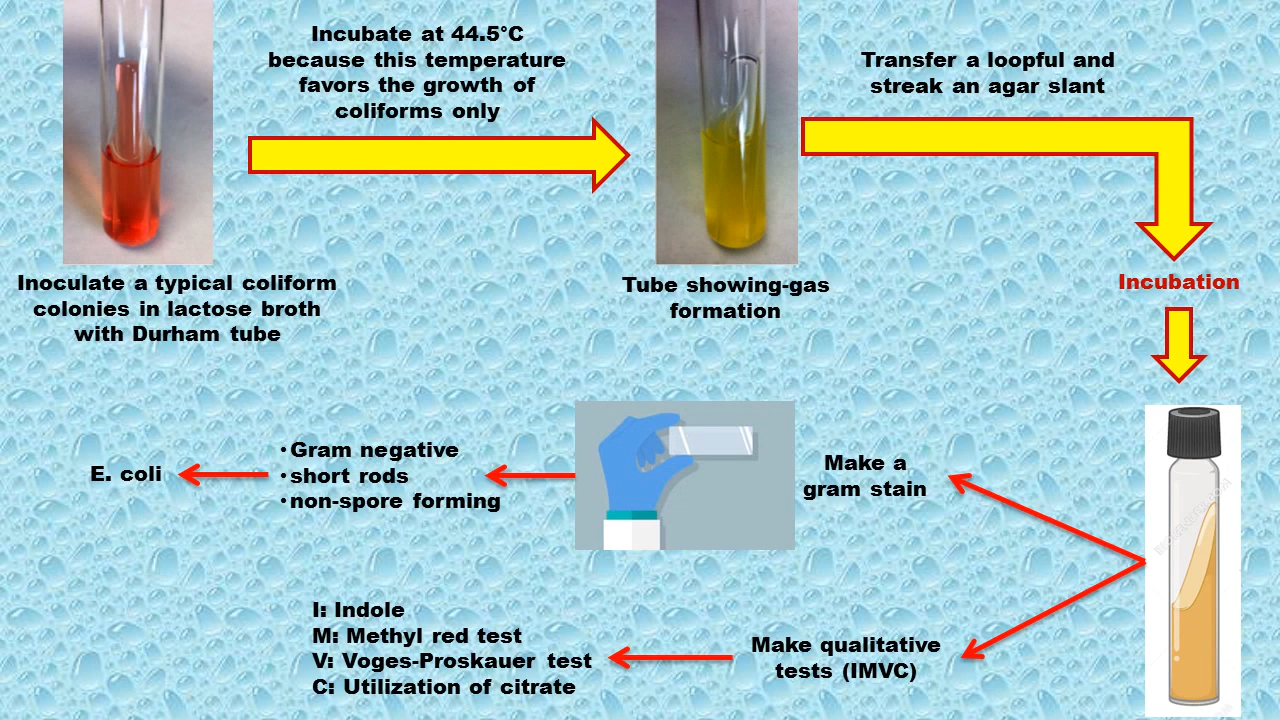 Incubate at 44.5°C
because this temperature
favors the growth of
coliforms only
Transfer a loopful and
streak an agar slant
Inoculate a typical coliform
colonies in lactose broth
with Durham tube
Tube showing-gas
formation
Incubation
Make a
gram stain
•Gram negative
•short rods
•non-spore forming
E. coli
Make qualitative
tests (IMVC)
I: Indole
M: Methyl red test
V: Voges-Proskauer test
C: Utilization of citrate